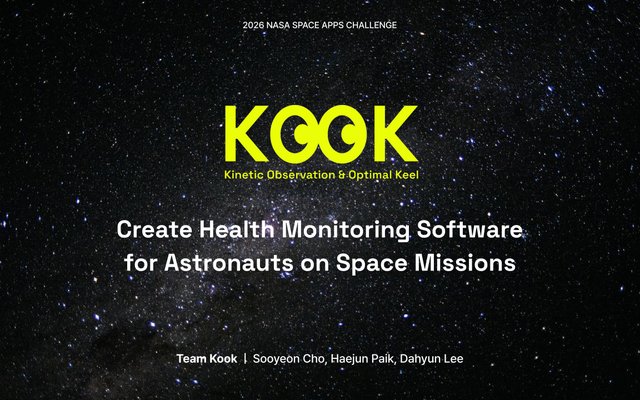 2026 NASA SPACE APPS CHALLENGE
KOOK
Kinetic Observation & Optimal Keel
Create Health Monitoring Software
for Astronauts on Space Missions
Team Kook | Sooyeon Cho, Haejun Paik, Dahyun Lee